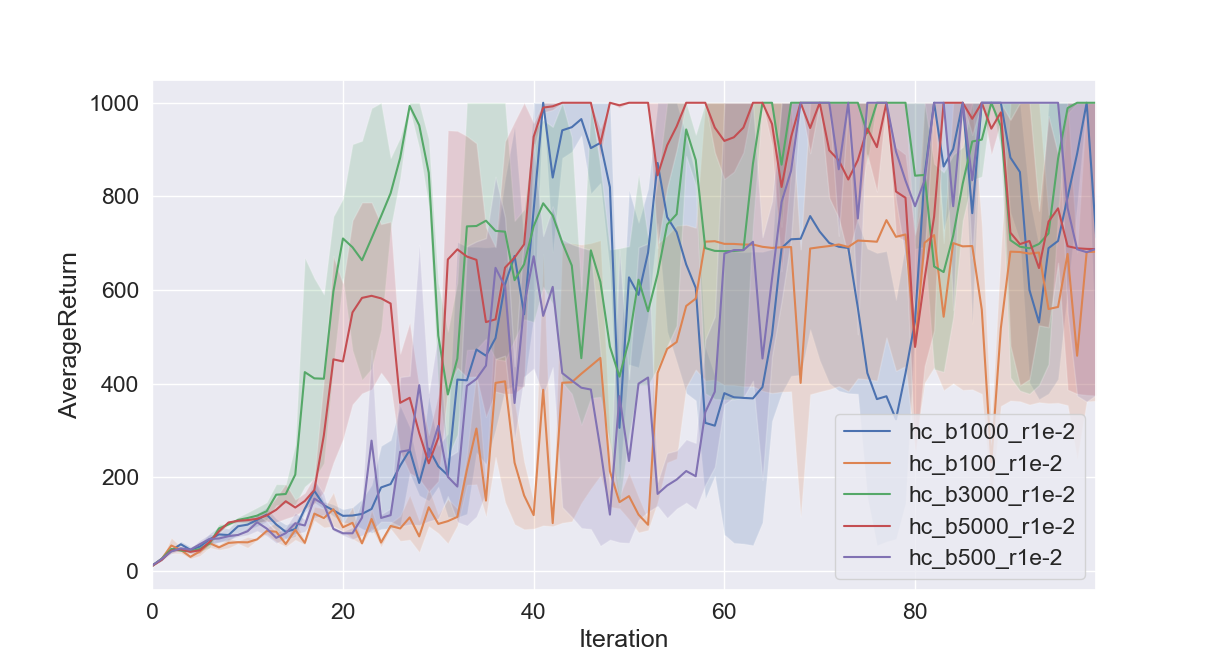 1000
800
600
400
200
0
AverageReturn
0 20 40 60 80
Iteration
hc_b1000_r1e-2
hc_b100_r1e-2
hc_b3000_r1e-2
hc_b5000_r1e-2
hc_b500_r1e-2